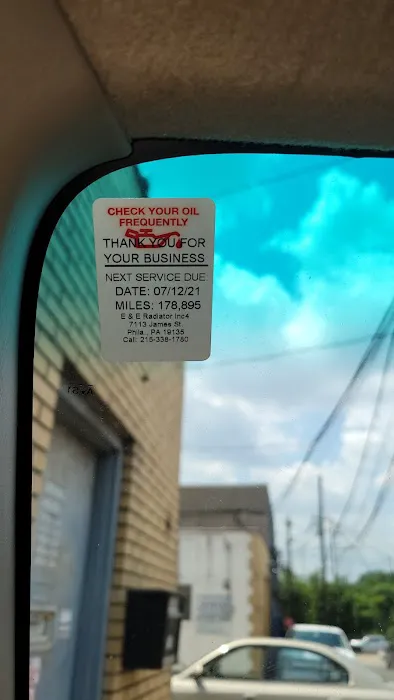 CHECK YOUR OIL
FREQUENTLY
THANK YOU FOR
YOUR BUSINESS
NEXT SERVICE DUE:
DATE: 07/12/21
MILES: 178,895
E & E Radiator Inc4
7113 James St.
Phila., PA 19135
Call: 215-338-1780